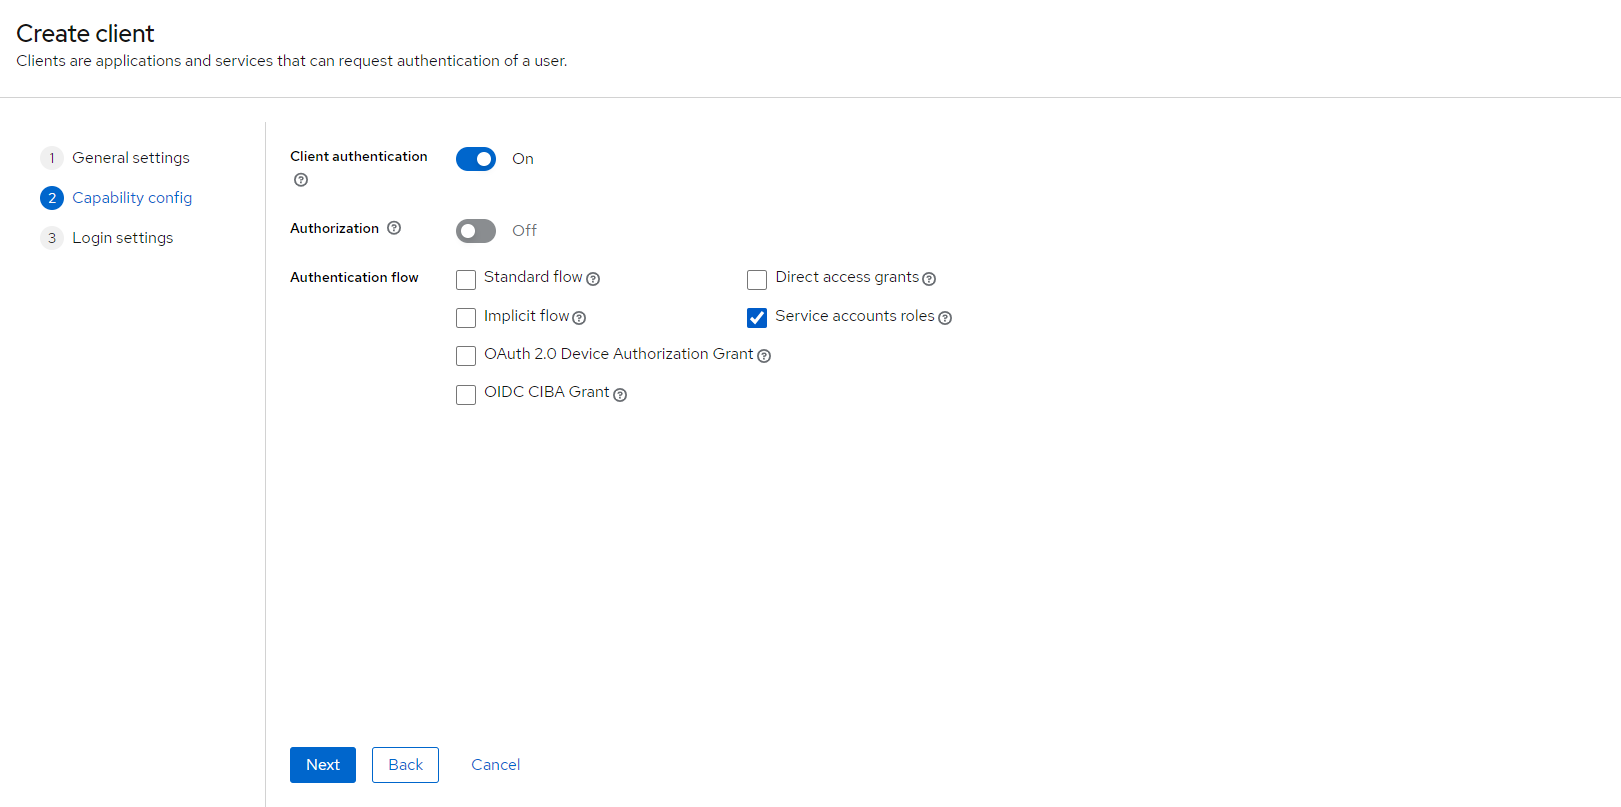 Create client
Clients are applications and services that can request authentication of a user.
1 General settings
2 Capability config
3 Login settings
Client authentication On
Authorization Off
Authentication flow
Standard flow Direct access grants
Implicit flow Service accounts roles
OAuth 2.0 Device Authorization Grant
OIDC CIBA Grant
Next Back Cancel